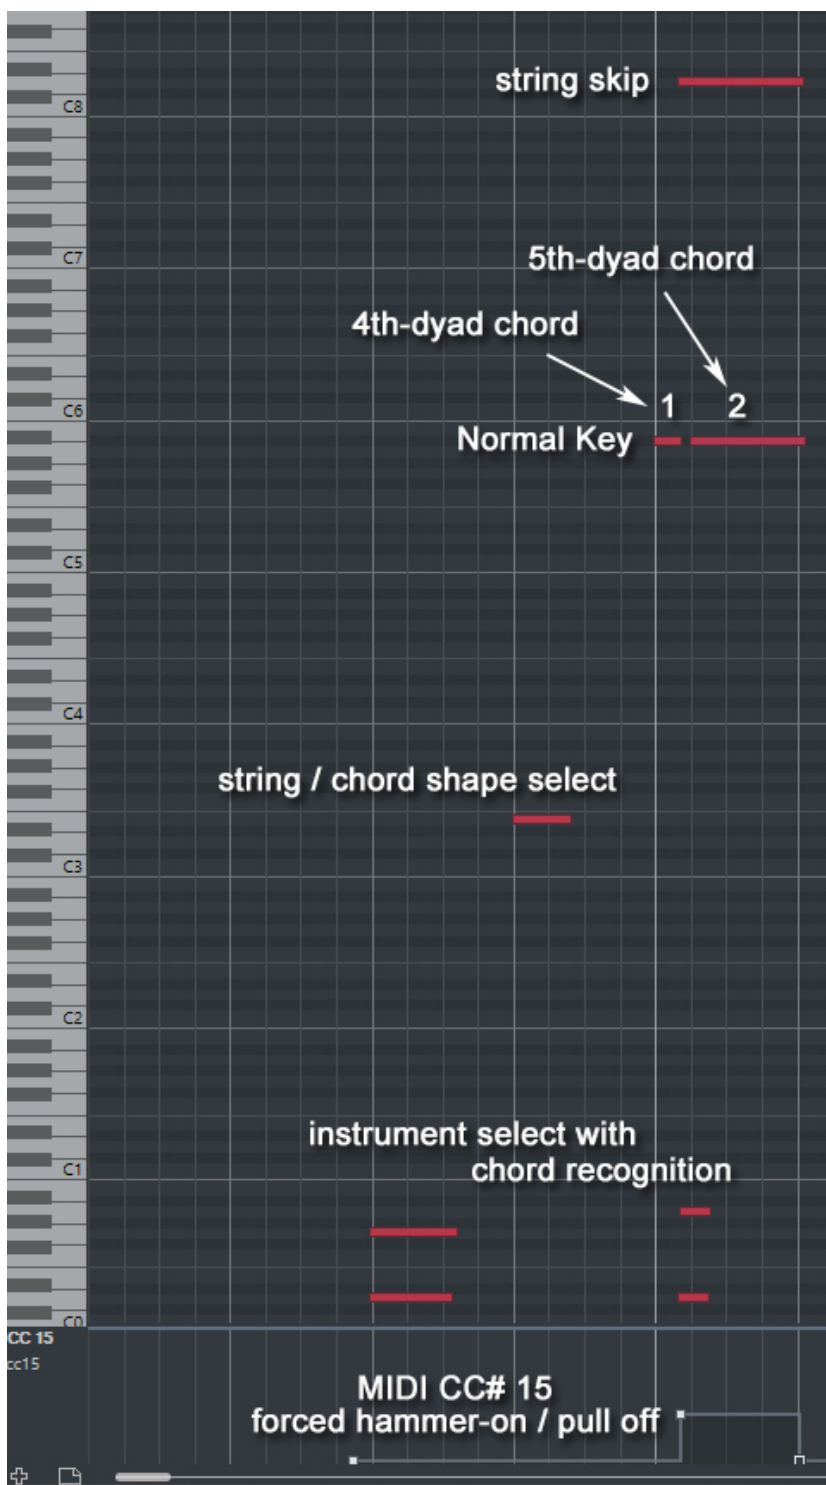 string skip
C8
C7
5th-dyad chord
4th-dyad chord
1 2
C6
Normal Key
C5
C4
string / chord shape select
C3
C2
instrument select with
chord recognition
C1
C0
CC 15
cc15
MIDI CC# 15
forced hammer-on / pull off